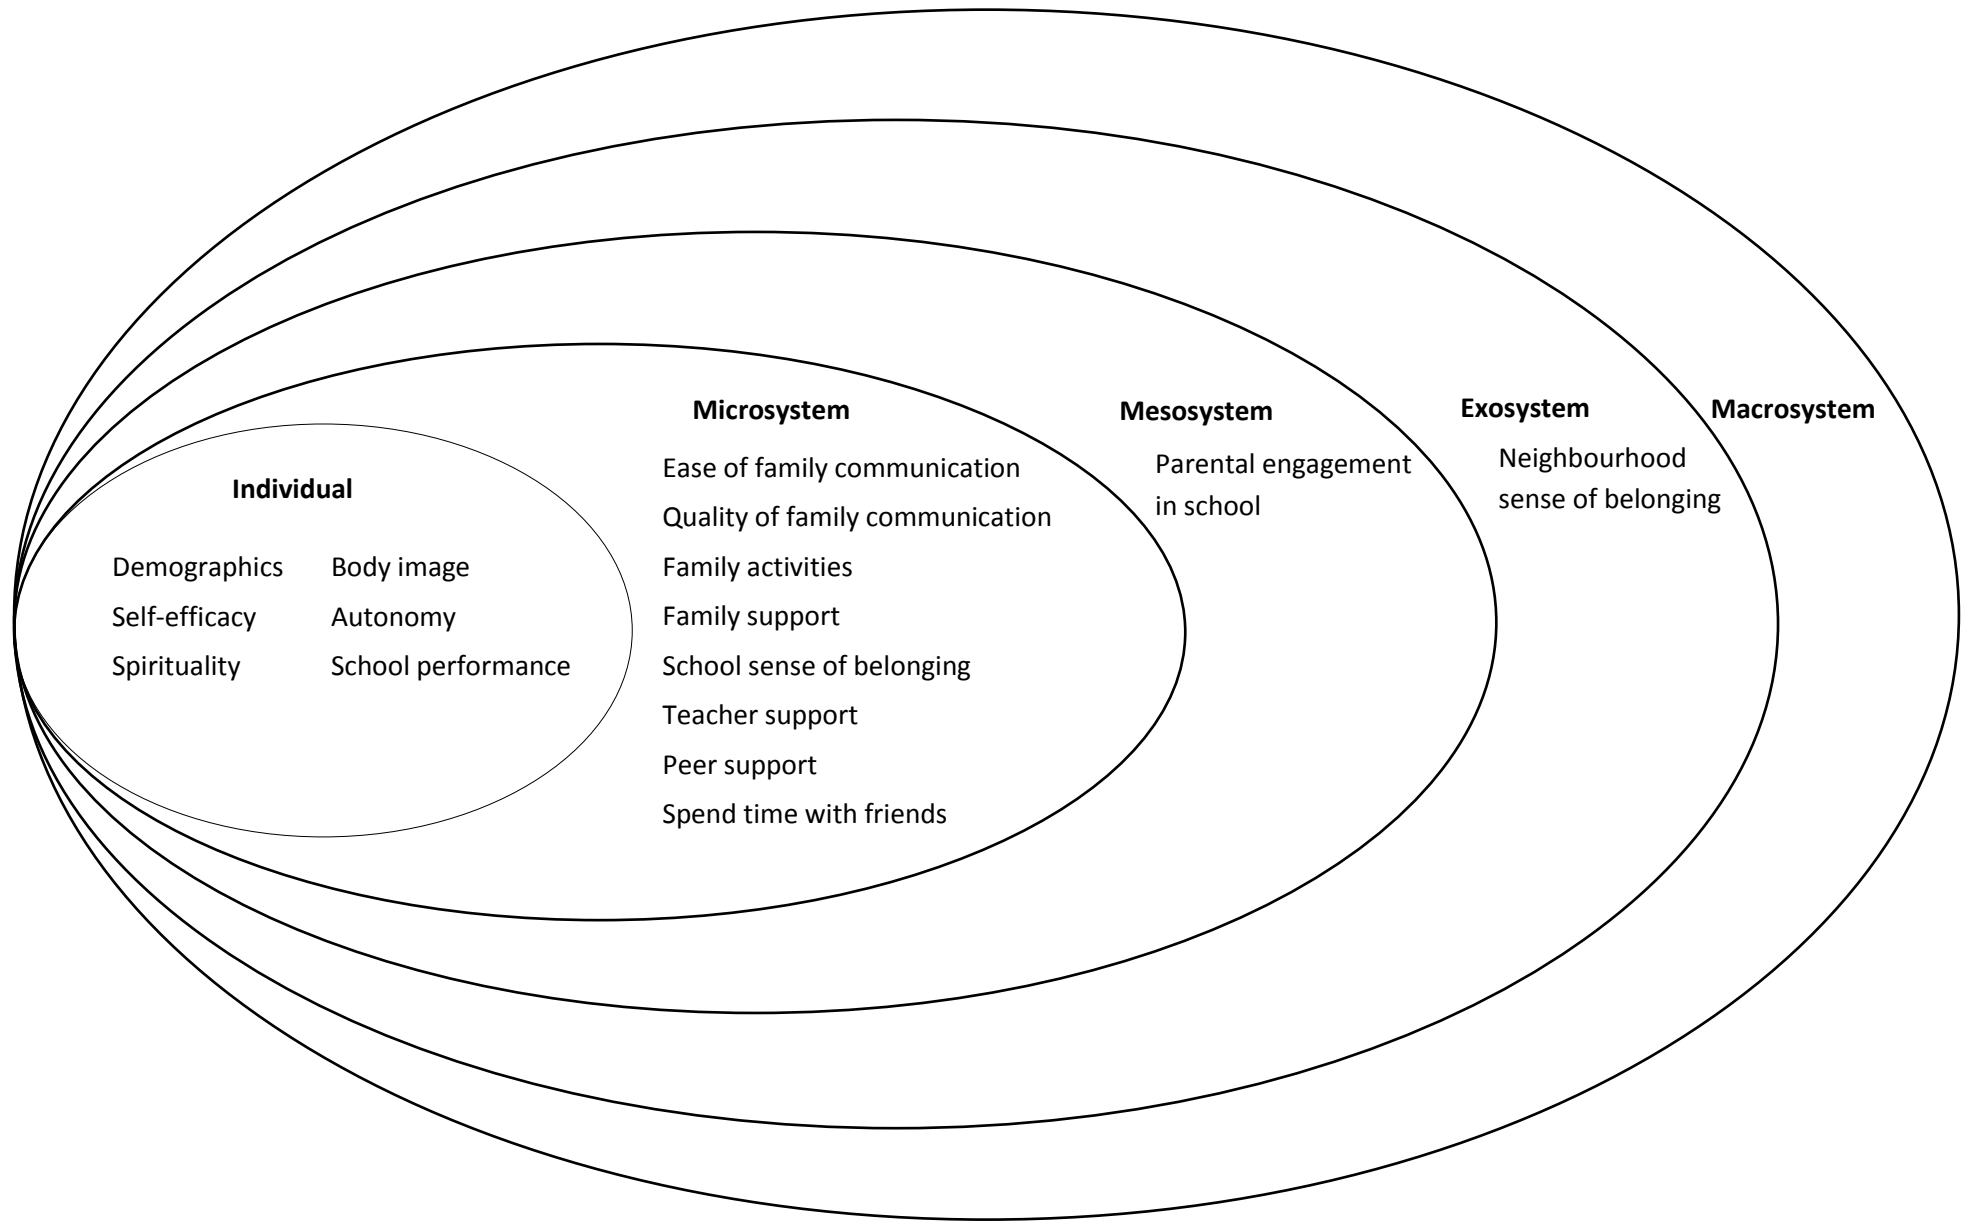 Individual
Demographics
Self-efficacy
Spirituality
Body image
Autonomy
School performance
Microsystem
Ease of family communication
Quality of family communication
Family activities
Family support
School sense of belonging
Teacher support
Peer support
Spend time with friends
Mesosystem
Parental engagement
in school
Exosystem
Neighbourhood
sense of belonging
Macrosystem